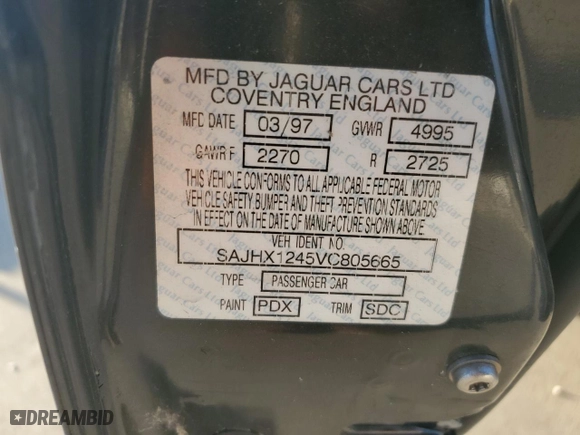 MFD BY JAGUAR CARS LTD
COVENTRY ENGLAND
MFC DATE 03/97 GVWR 4995
GAWR F 2270 R 2725
THIS VEHICLE CONFORMS TO ALL APPLICABLE FEDERAL MOTOR
VEHICLE SAFETY BUMPER AND THEFT PREVENTION STANDARDS
IN EFFECT ON THE DATE OF MANUFACTURE SHOWN ABOVE.
VEH IDENT NO.
SAJHX1245VC805665
TYPE PASSENGER CAR
PAINT PDX TRIM SDC
DREAMBID